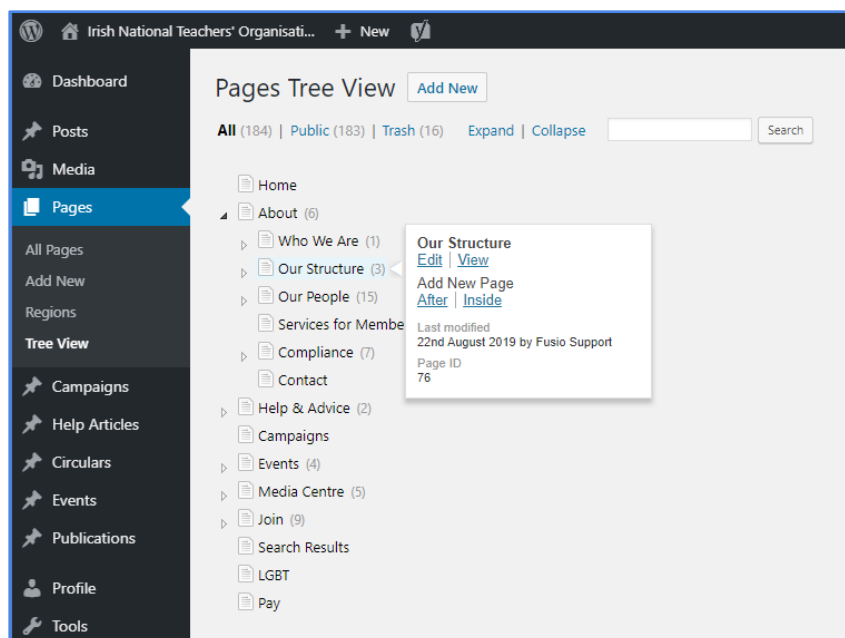 Irish National Teachers' Organisati... + New
Dashboard
Posts
Media
Pages
All Pages
Add New
Regions
Tree View
Campaigns
Help Articles
Circulars
Events
Publications
Profile
Tools
Pages Tree View Add New
All (184) | Public (183) | Trash (16) Expand | Collapse Search
Home
About (6)
Who We Are (1)
Our Structure (3)
Our People (15)
Services for Membe
Compliance (7)
Contact
Help & Advice (2)
Campaigns
Events (4)
Media Centre (5)
Join (9)
Search Results
LGBT
Pay
Our Structure
Edit | View
Add New Page
After | Inside
Last modified
22nd August 2019 by Fusio Support
Page ID
76